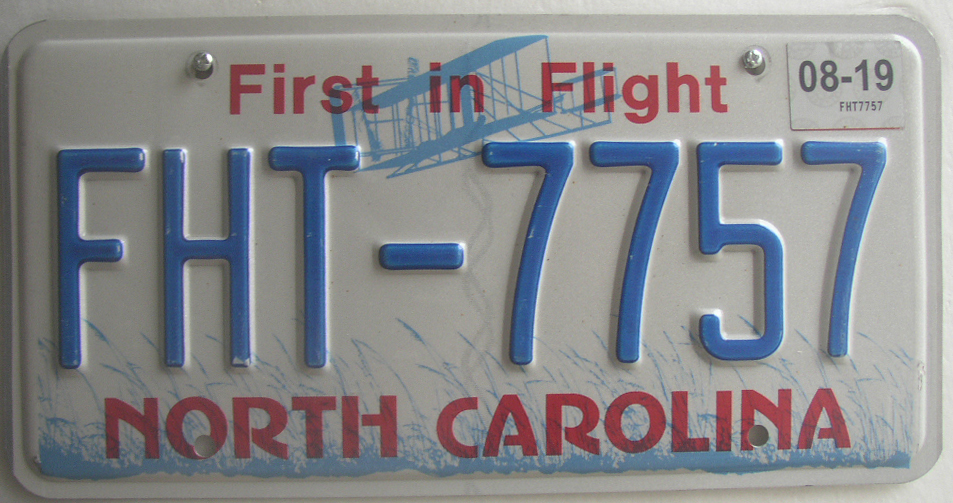 First in Flight
08-19
FHT7757
FHT-7757
NORTH CAROLINA